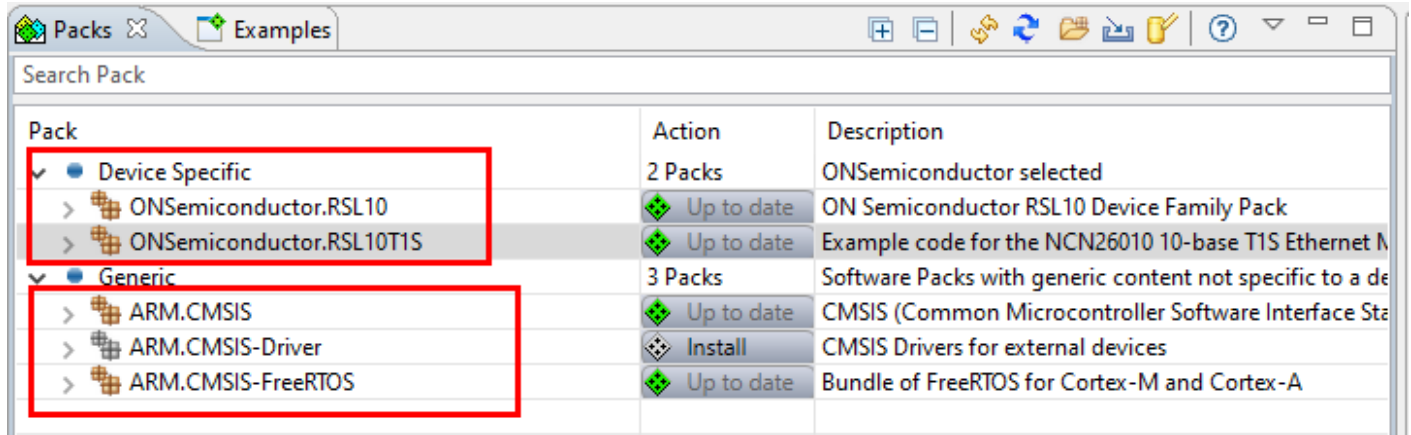 Packs Examples
Search Pack
Pack Action Description
Device Specific 2 Packs ONSemiconductor selected
ONSemiconductor.RSL10 Up to date ON Semiconductor RSL10 Device Family Pack
ONSemiconductor.RSL10T1S Up to date Example code for the NCN26010 10-base T1S Ethernet
Generic 3 Packs Software Packs with generic content not specific to a de
ARM.CMSIS Up to date CMSIS (Common Microcontroller Software Interface Sta
ARM.CMSIS-Driver Install CMSIS Drivers for external devices
ARM.CMSIS-FreeRTOS Up to date Bundle of FreeRTOS for Cortex-M and Cortex-A